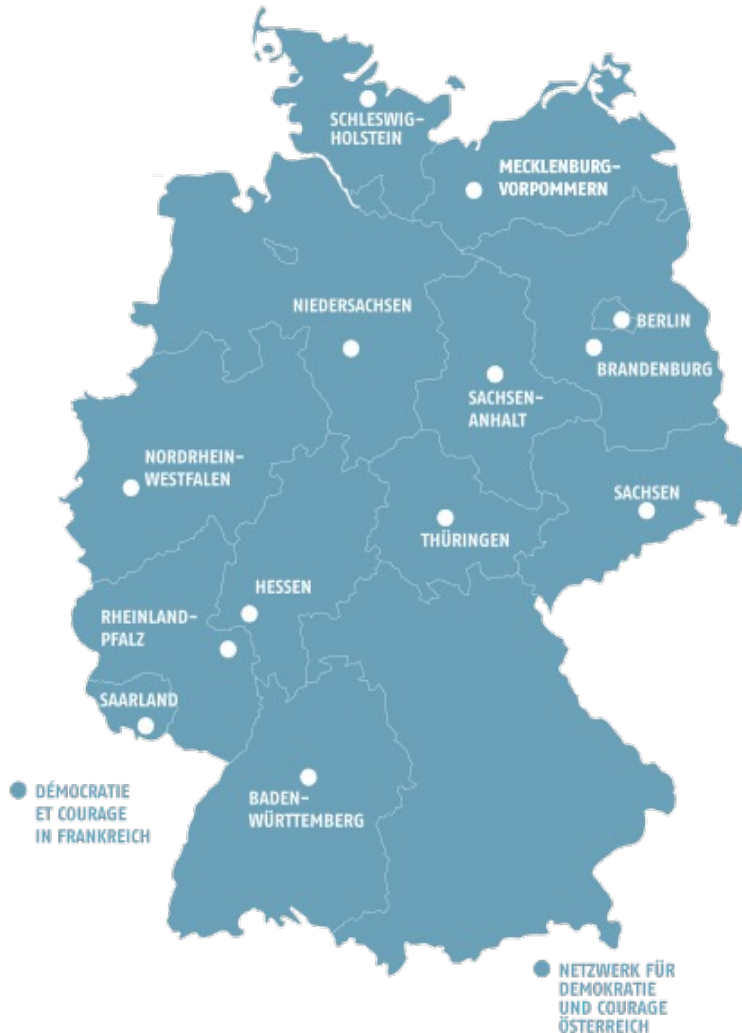 SCHLESWIG-
HOLSTEIN
MECKLENBURG-
VORPOMMERN
NIEDERSACHSEN
BERLIN
BRANDENBURG
SACHSEN-
ANHALT
NORDRHEIN-
WESTFALEN
SACHSEN
THÜRINGEN
HESSEN
RHEINLAND-
PFALZ
SAARLAND
DÉMOCRATIE
ET COURAGE
IN FRANKREICH
BADEN-
WÜRTTEMBERG
NETZWERK FÜR
DEMOKRATIE
UND COURAGE
ÖSTERREICH